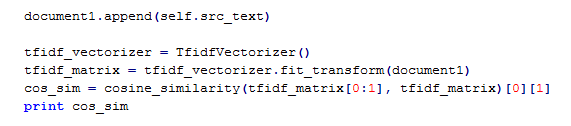 document1.append(self.src_text)
tfidf_vectorizer = TfidfVectorizer()
tfidf_matrix = tfidf_vectorizer.fit_transform(document1)
cos_sim = cosine_similarity(tfidf_matrix[0:1], tfidf_matrix)[0][1]
print cos_sim